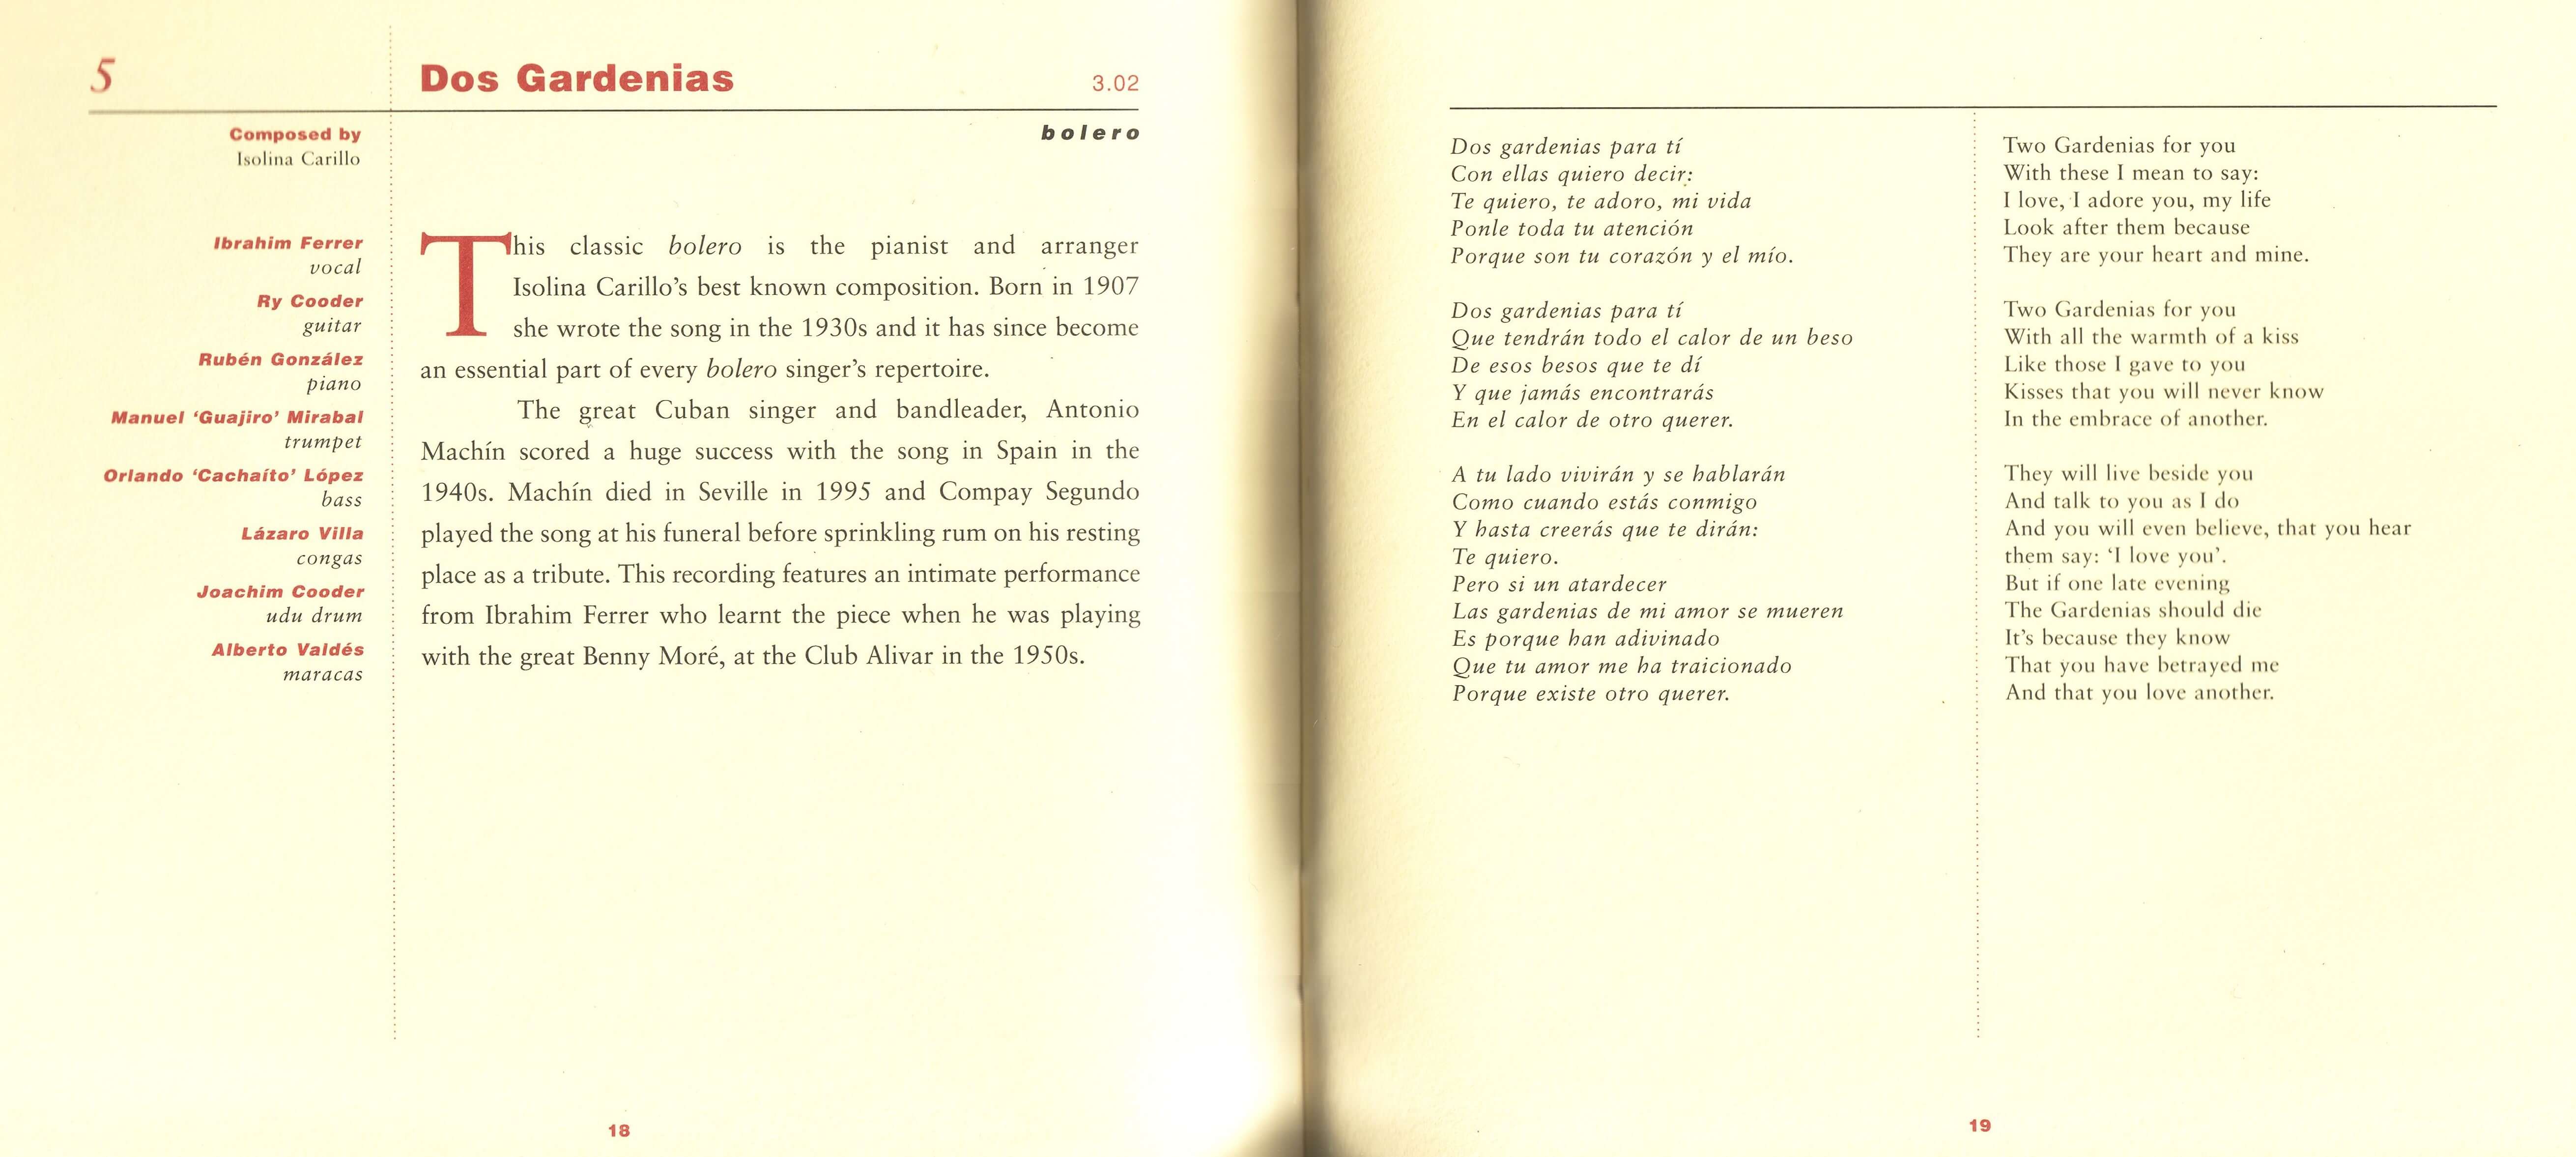 5
Dos Gardenias
3.02
bolero
Composed by
Isolina Carillo
Ibrahim Ferrer
vocal
Ry Cooder
guitar
Rubén González
piano
Manuel ‘Guajiro’ Mirabal
trumpet
Orlando ‘Cachaíto’ López
bass
Lázaro Villa
congas
Joachim Cooder
udu drum
Alberto Valdés
maracas
This classic bolero is the pianist and arranger
Isolina Carillo’s best known composition. Born in 1907
she wrote the song in the 1930s and it has since become
an essential part of every bolero singer’s repertoire.
The great Cuban singer and bandleader, Antonio
Machín scored a huge success with the song in Spain in the
1940s. Machín died in Seville in 1995 and Compay Segundo
played the song at his funeral before sprinkling rum on his resting
place as a tribute. This recording features an intimate performance
from Ibrahim Ferrer who learnt the piece when he was playing
with the great Benny Moré, at the Club Alivar in the 1950s.
18
Dos gardenias para tí
Con ellas quiero decir:
Te quiero, te adoro, mi vida
Ponle toda tu atención
Porque son tu corazón y el mío.
Dos gardenias para tí
Que tendrán todo el calor de un beso
De esos besos que te dí
Y que jamás encontrarás
En el calor de otro querer.
A tu lado vivirán y se hablarán
Como cuando estás conmigo
Y hasta creerás que te dirán:
Te quiero.
Pero si un atardecer
Las gardenias de mi amor se mueren
Es porque han adivinado
Que tu amor me ha traicionado
Porque existe otro querer.
Two Gardenias for you
With these I mean to say:
I love, I adore you, my life
Look after them because
They are your heart and mine.
Two Gardenias for you
With all the warmth of a kiss
Like those I gave to you
Kisses that you will never know
In the embrace of another.
They will live beside you
And talk to you as I do
And you will even believe, that you hear
them say: ‘I love you’.
But if one late evening
The Gardenias should die
It’s because they know
That you have betrayed me
And that you love another.
19